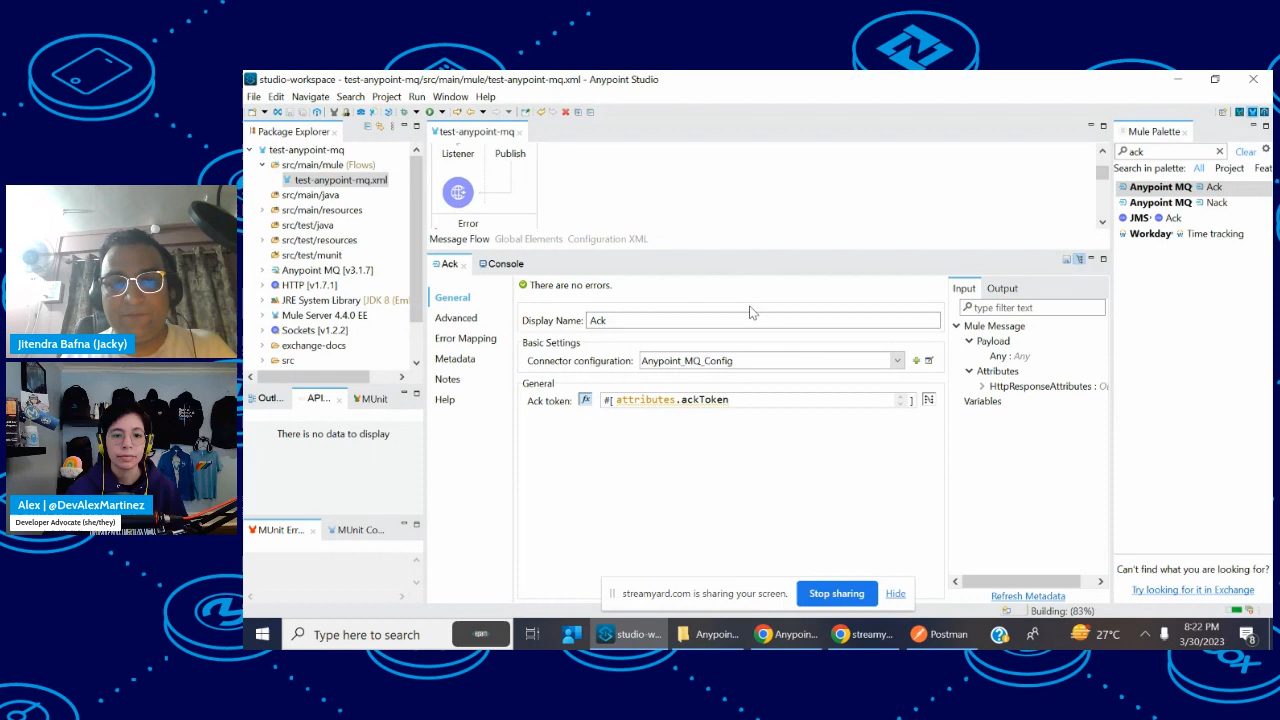 studio-workspace - test-anypoint-mq/src/main/mule/test-anypoint-mq.xml - Anypoint Studio
File Edit Navigate Search Project Run Window Help
Package Explorer
test-anypoint-mq
src/main/mule (Flows)
test-anypoint-mq.xml
src/main/java
src/main/resources
src/test/java
src/test/resources
src/test/munit
Anypoint MQ [v3.1.7]
HTTP [v1.7.1]
JRE System Library [JDK 8 (Em
Mule Server 4.4.0 EE
Sockets [v1.2.2]
exchange-docs
src
Outl... API... MUnit
There is no data to display
MUnit Err... MUnit Co...
test-anypoint-mq
Listener Publish
Error
Message Flow Global Elements Configuration XML
Ack Console
General
Advanced
Error Mapping
Metadata
Notes
Help
There are no errors.
Display Name: Ack
Basic Settings
Connector configuration: Anypoint_MQ_Config
General
Ack token: fx #[ attributes.ackToken ]
Input Output
type filter text
Mule Message
Payload
Any : Any
Attributes
HttpResponseAttributes :
Variables
Refresh Metadata
Mule Palette
ack Clear
Search in palette: All Project Feat
Anypoint MQ Ack
Anypoint MQ Nack
JMS Ack
Workday Time tracking
Can't find what you are looking for?
Try looking for it in Exchange
streamyard.com is sharing your screen. Stop sharing Hide
Building: (83%)
Type here to search
studio-w... Anypoin... Anypoin... streamy... Postman
27°C
8:22 PM
3/30/2023
8
Jitendra Bafna (Jacky)
Alex | @DevAlexMartinez
Developer Advocate (she/they)